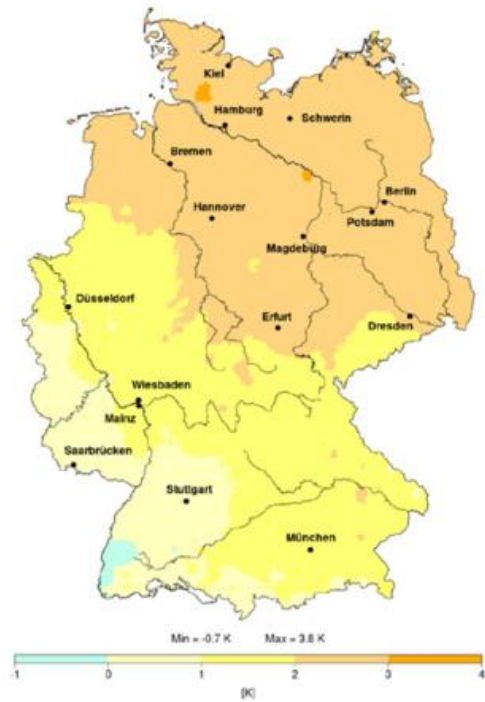 Kiel
Hamburg
Schwerin
Bremen
Berlin
Hannover
Potsdam
Magdeburg
Düsseldorf
Erfurt
Dresden
Wiesbaden
Mainz
Saarbrücken
Stuttgart
München
Min = -0.7 K Max = 3.8 K
-1 0 1 2 3 4
[K]